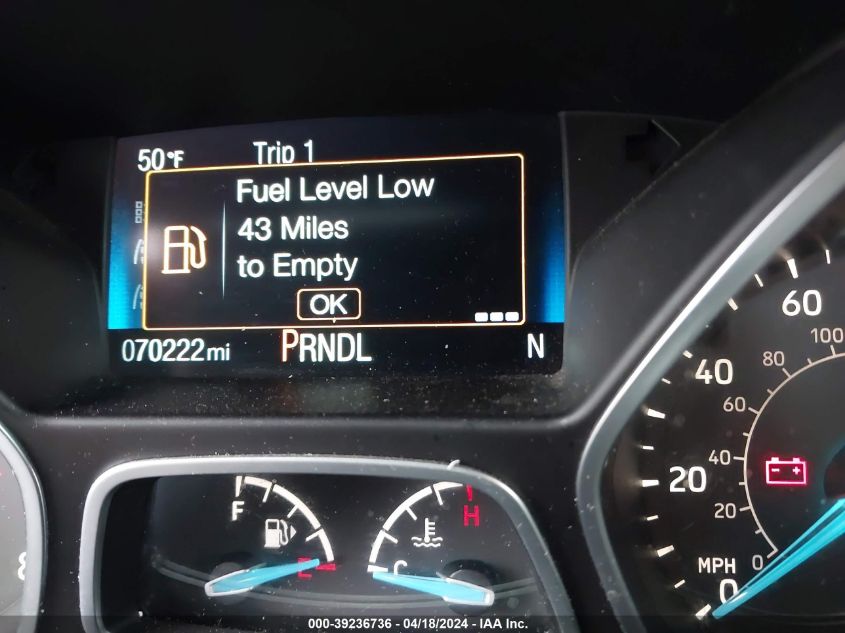 50°F Trip 1
Fuel Level Low
43 Miles
to Empty
OK
070222mi PRNDL N
60
100
80
40
60
40
20
20
MPH 0
0
F
H
E
C
8
000-39236736 - 04/18/2024 - IAA Inc.